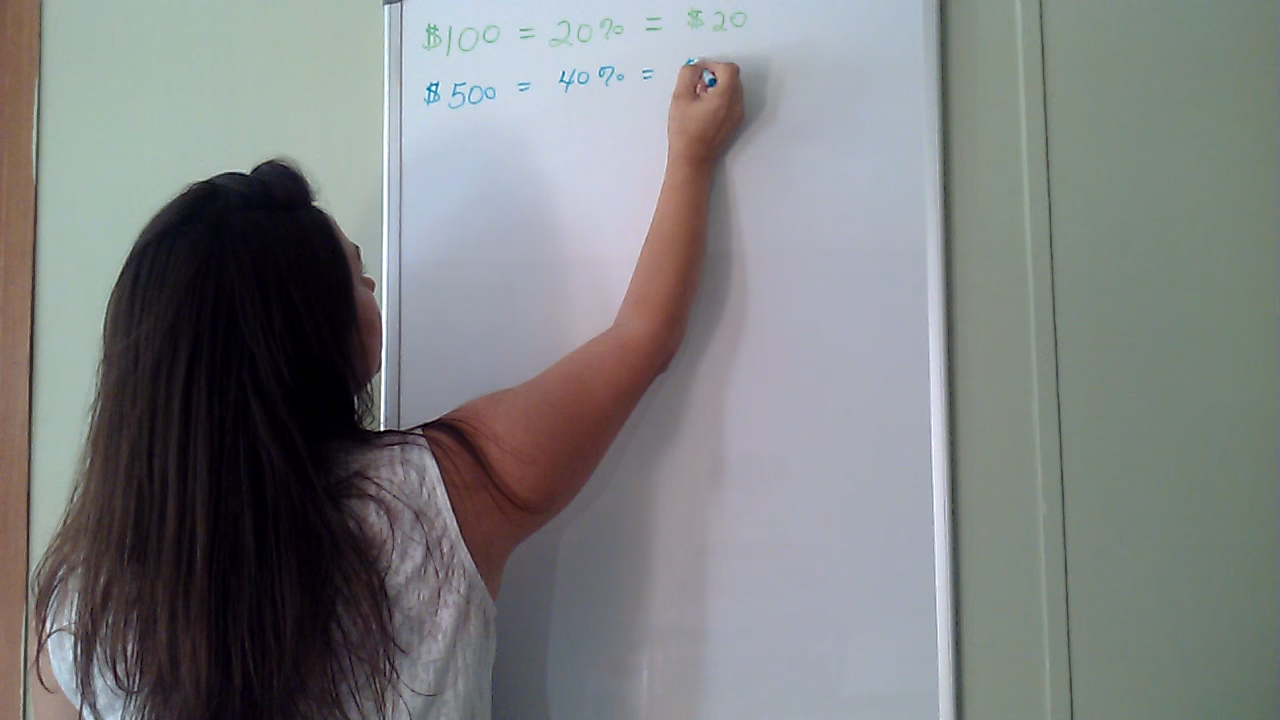 $100 = 20% = $20
$500 = 40% = $